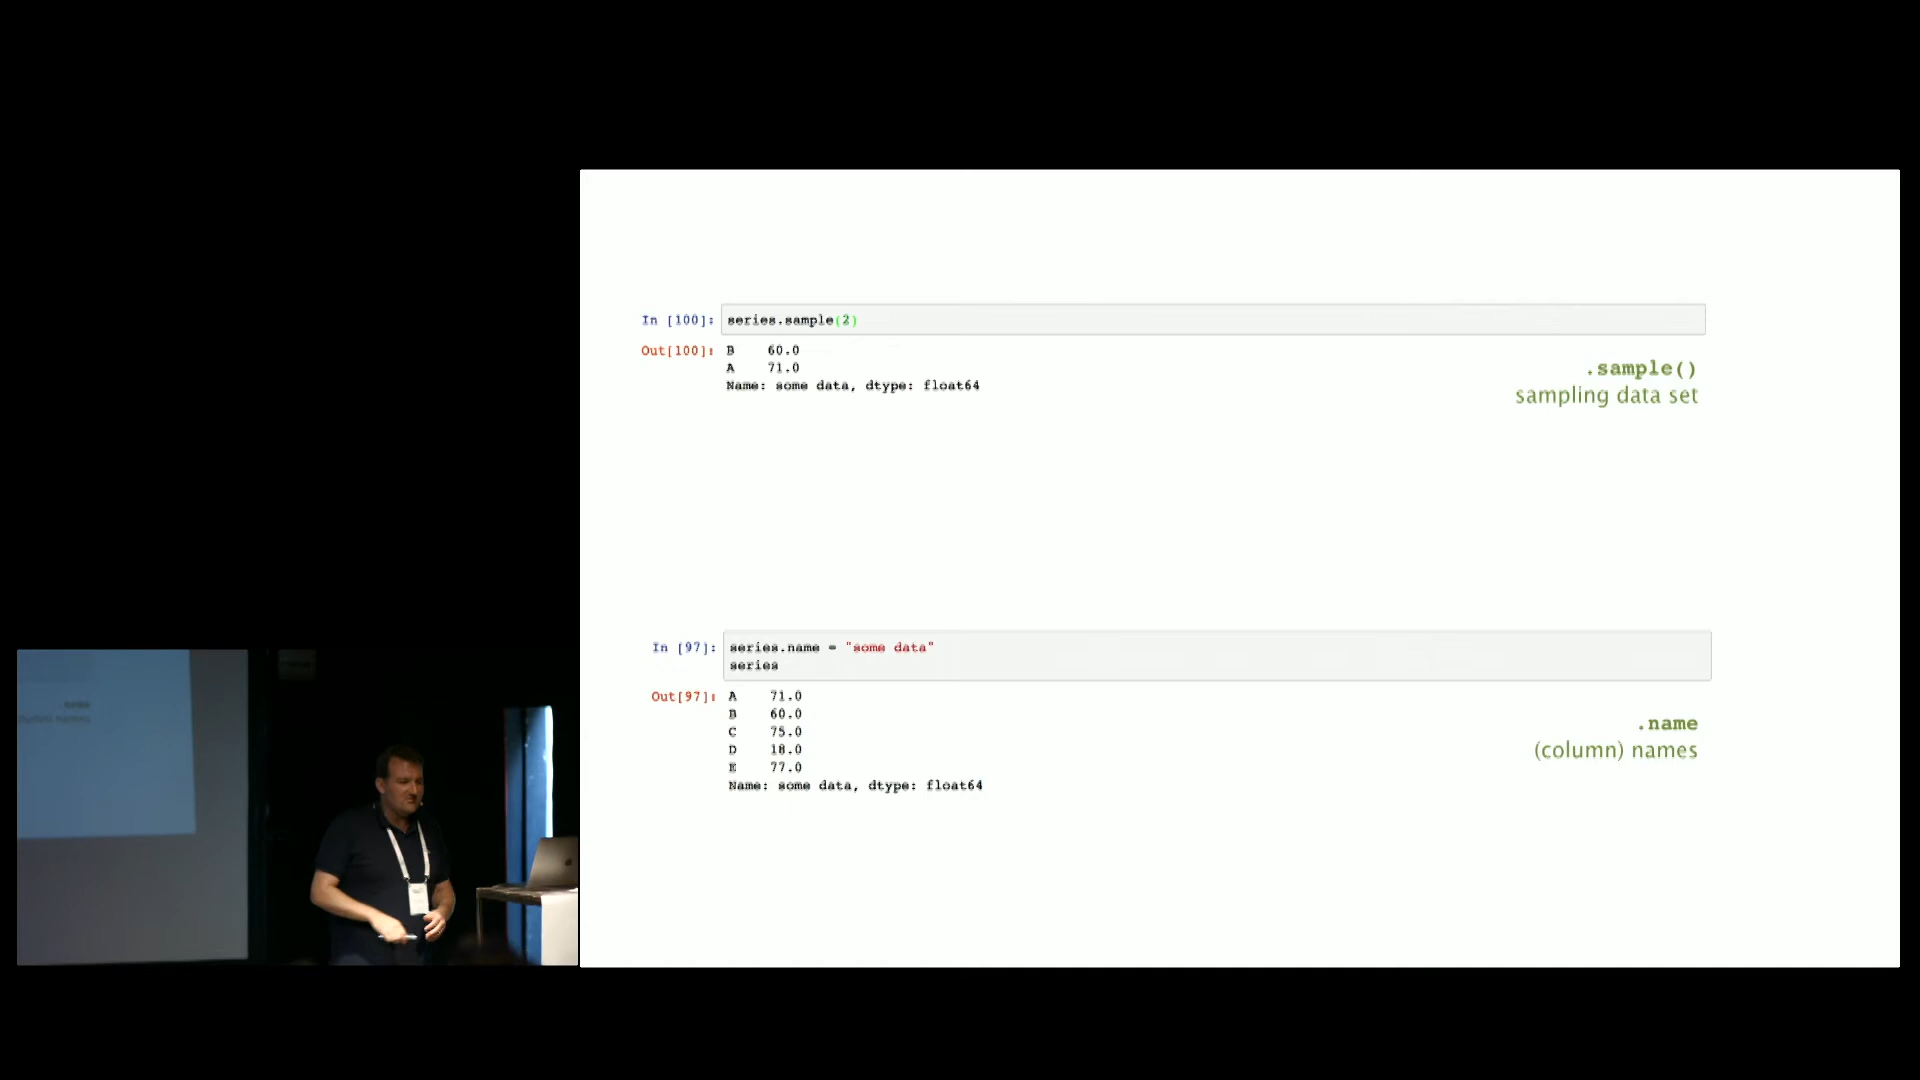 In [100]: series.sample(2)
Out[100]: B 60.0
A 71.0
Name: some data, dtype: float64
.sample()
sampling data set
In [97]: series.name = "some data"
series
Out[97]: A 71.0
B 60.0
C 75.0
D 18.0
E 77.0
Name: some data, dtype: float64
.name
(column) names